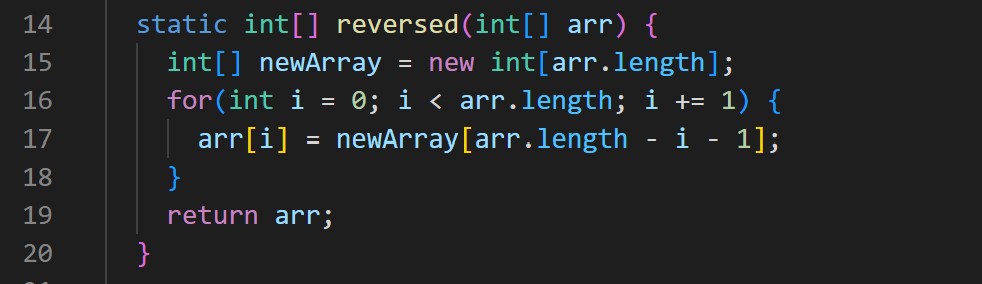 14 static int[] reversed(int[] arr) {
15 int[] newArray = new int[arr.length];
16 for(int i = 0; i < arr.length; i += 1) {
17 arr[i] = newArray[arr.length - i - 1];
18 }
19 return arr;
20 }